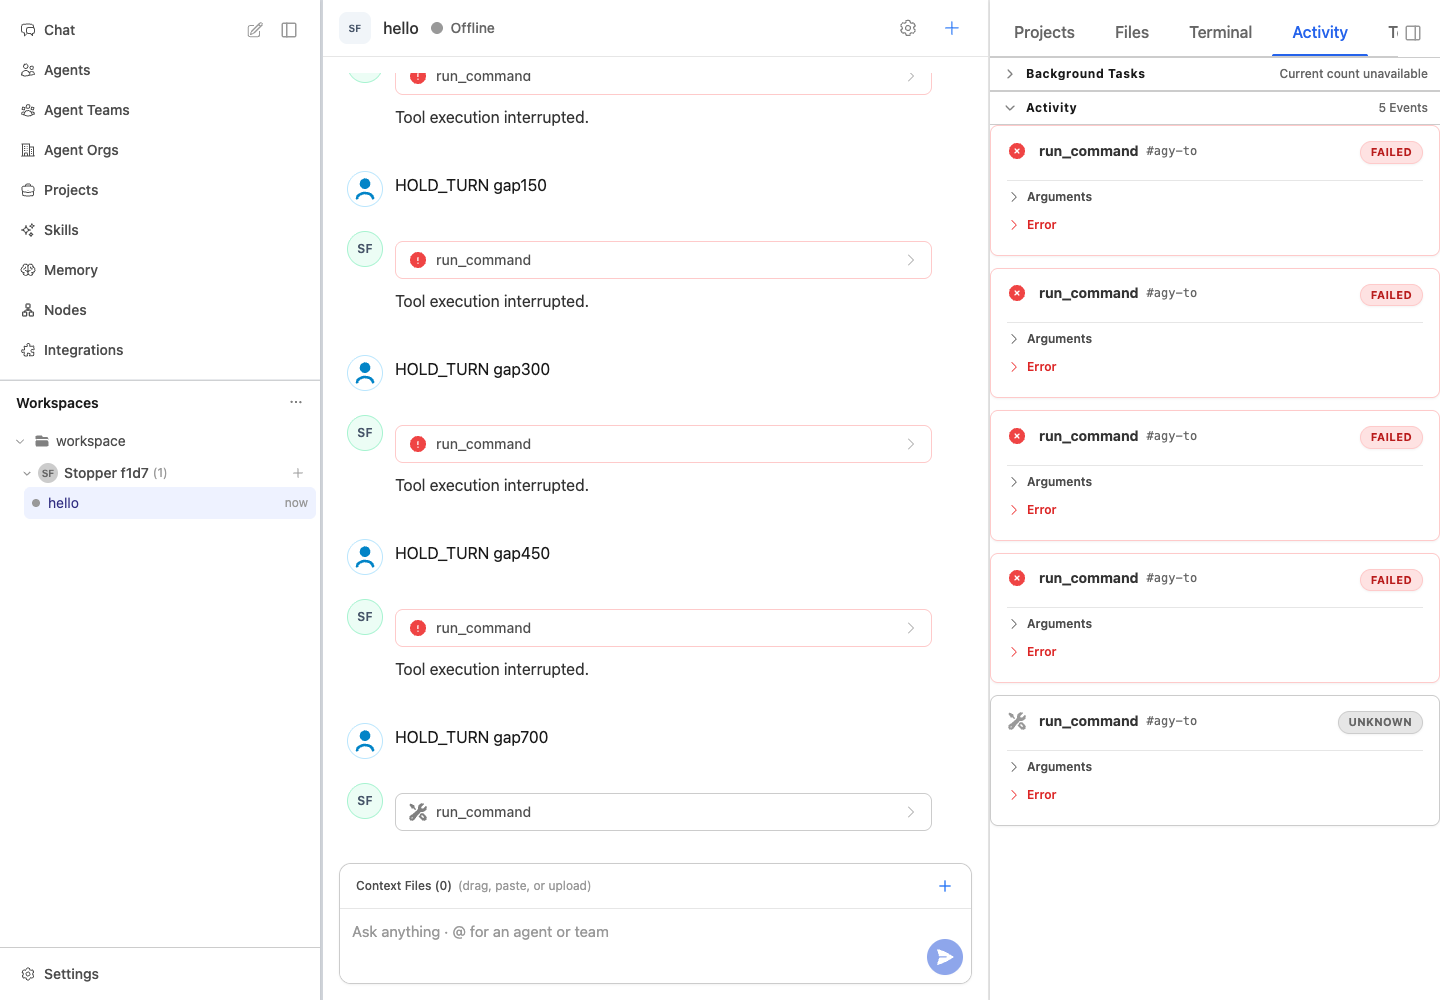 Chat
Agents
Agent Teams
Agent Orgs
Projects
Skills
Memory
Nodes
Integrations
Workspaces
workspace
SF Stopper f1d7 (1)
hello now
Settings
SF hello Offline
run_command
Tool execution interrupted.
HOLD_TURN gap150
SF run_command
Tool execution interrupted.
HOLD_TURN gap300
SF run_command
Tool execution interrupted.
HOLD_TURN gap450
SF run_command
Tool execution interrupted.
HOLD_TURN gap700
SF run_command
Context Files (0) (drag, paste, or upload)
Ask anything · @ for an agent or team
Projects Files Terminal Activity
Background Tasks Current count unavailable
Activity 5 Events
run_command #agy-to FAILED
Arguments
Error
run_command #agy-to FAILED
Arguments
Error
run_command #agy-to FAILED
Arguments
Error
run_command #agy-to FAILED
Arguments
Error
run_command #agy-to UNKNOWN
Arguments
Error